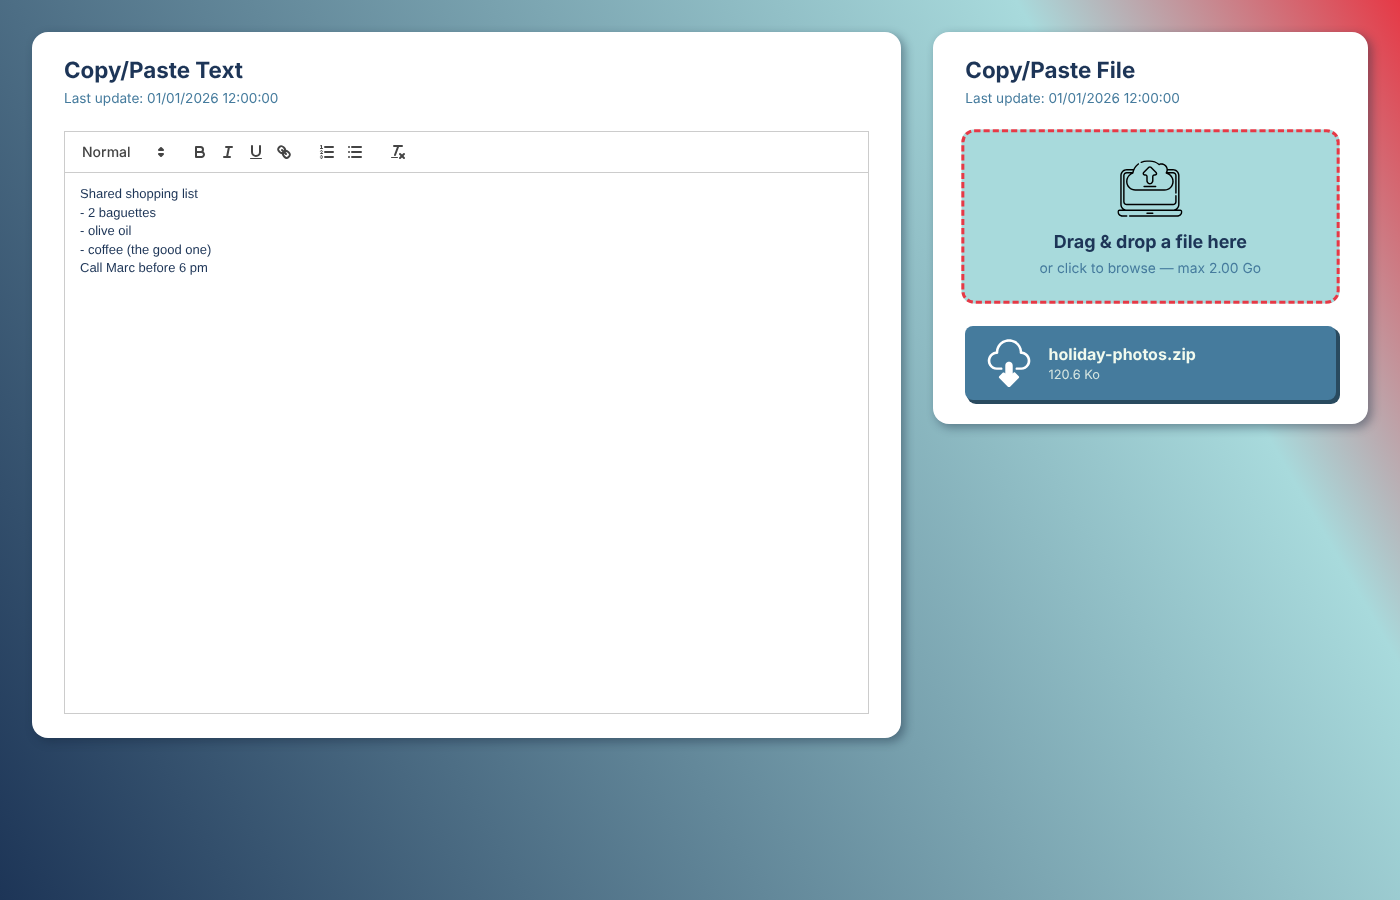 Copy/Paste Text
Last update: 01/01/2026 12:00:00
Normal
Shared shopping list
- 2 baguettes
- olive oil
- coffee (the good one)
Call Marc before 6 pm
Copy/Paste File
Last update: 01/01/2026 12:00:00
Drag & drop a file here
or click to browse — max 2.00 Go
holiday-photos.zip
120.6 Ko